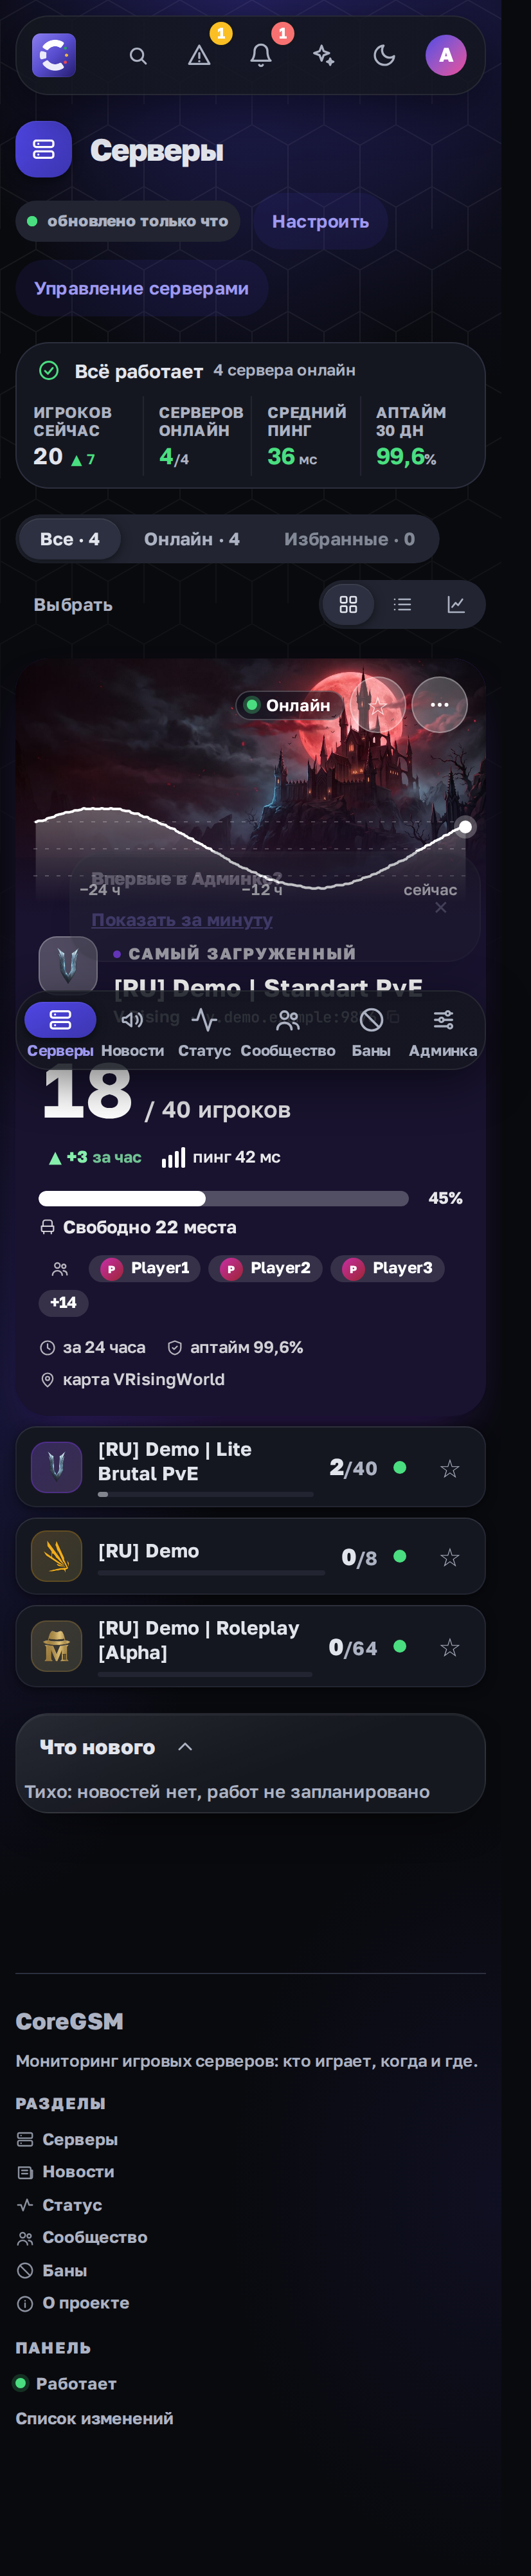 1
1
A
Серверы
обновлено только что
Настроить
Управление серверами
Всё работает 4 сервера онлайн
ИГРОКОВ СЕЙЧАС
20 ▲ 7
СЕРВЕРОВ ОНЛАЙН
4/4
СРЕДНИЙ ПИНГ
36 мс
АПТАЙМ 30 ДН
99,6%
Все · 4
Онлайн · 4
Избранные · 0
Выбрать
Онлайн
Впервые в Админке?
−24 ч
−12 ч
сейчас
Показать за минуту
САМЫЙ ЗАГРУЖЕННЫЙ
[RU] Demo | Standart PvE
Серверы
Новости
Статус
Сообщество
Баны
Админка
18 / 40 игроков
▲ +3 за час
пинг 42 мс
45%
Свободно 22 места
P Player1
P Player2
P Player3
+14
за 24 часа
аптайм 99,6%
карта VRisingWorld
[RU] Demo | Lite
Brutal PvE
2/40
[RU] Demo
0/8
[RU] Demo | Roleplay
[Alpha]
0/64
Что нового
Тихо: новостей нет, работ не запланировано
CoreGSM
Мониторинг игровых серверов: кто играет, когда и где.
РАЗДЕЛЫ
Серверы
Новости
Статус
Сообщество
Баны
О проекте
ПАНЕЛЬ
Работает
Список изменений